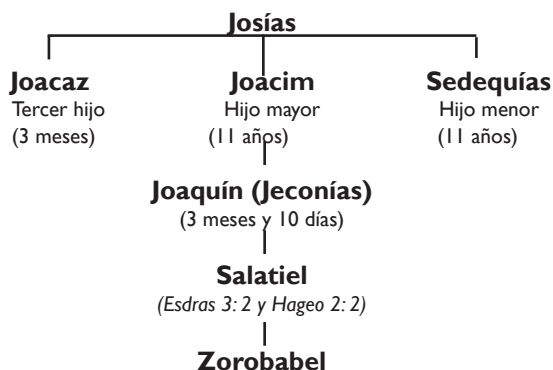 Josías
Joacaz Joacim Sedequías
Tercer hijo Hijo mayor Hijo menor
(3 meses) (11 años) (11 años)
Joaquín (Jeconías)
(3 meses y 10 días)
Salatiel
(Esdras 3: 2 y Hageo 2: 2)
Zorobabel